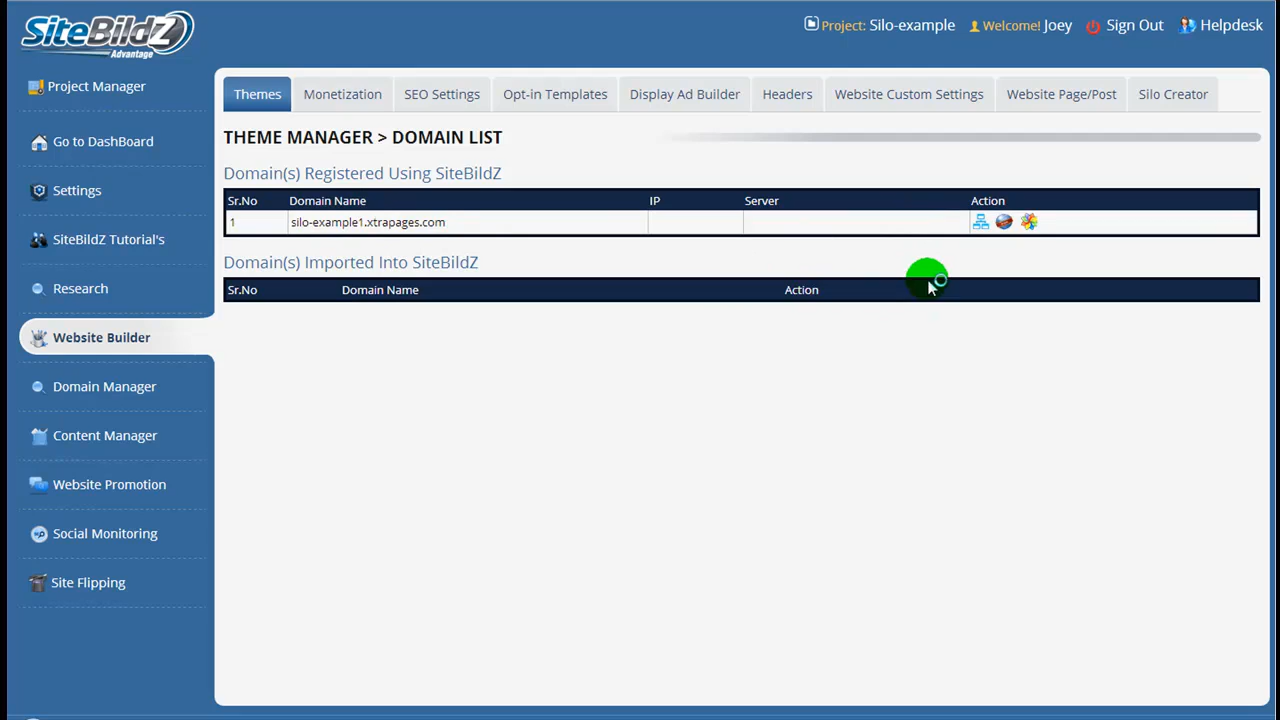 SiteBildZ
Advantage
Project: Silo-example
Welcome! Joey
Sign Out
Helpdesk
Project Manager
Go to DashBoard
Settings
SiteBildZ Tutorial's
Research
Website Builder
Domain Manager
Content Manager
Website Promotion
Social Monitoring
Site Flipping
Themes Monetization SEO Settings Opt-in Templates Display Ad Builder Headers Website Custom Settings Website Page/Post Silo Creator
THEME MANAGER > DOMAIN LIST
Domain(s) Registered Using SiteBildZ
Sr.No Domain Name IP Server Action
1 silo-example1.xtrapages.com
Domain(s) Imported Into SiteBildZ
Sr.No Domain Name Action